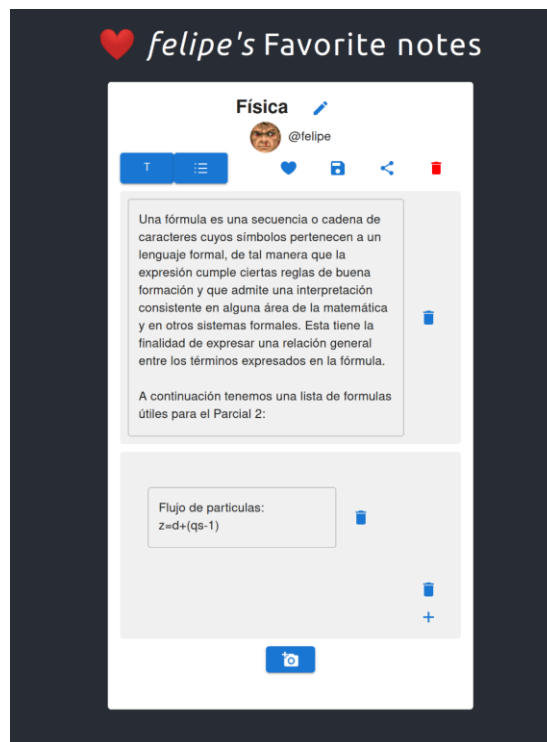 felipe's Favorite notes
Física
@felipe
T
Una fórmula es una secuencia o cadena de
caracteres cuyos símbolos pertenecen a un
lenguaje formal, de tal manera que la
expresión cumple ciertas reglas de buena
formación y que admite una interpretación
consistente en alguna área de la matemática
y en otros sistemas formales. Esta tiene la
finalidad de expresar una relación general
entre los términos expresados en la fórmula.
A continuación tenemos una lista de formulas
útiles para el Parcial 2:
Flujo de particulas:
z=d+(qs-1)